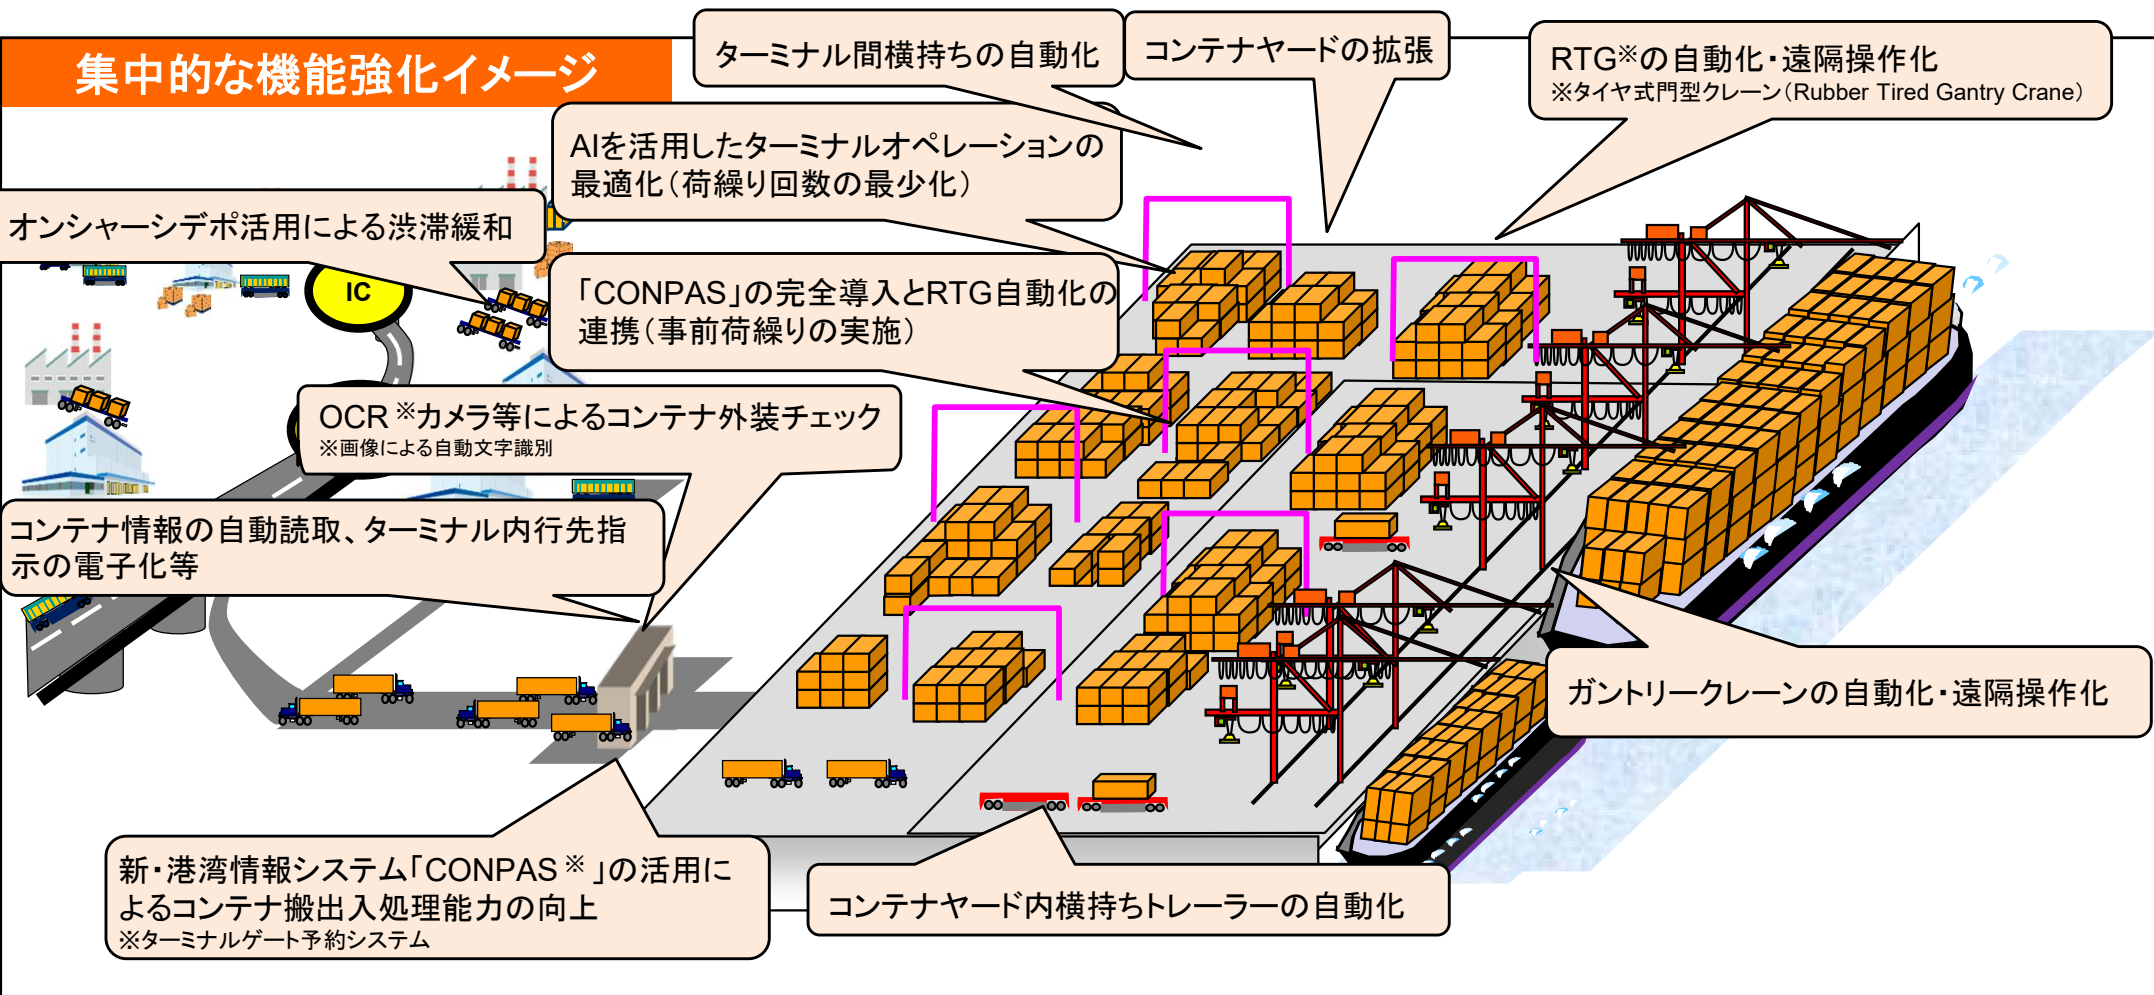 集中的な機能強化イメージ
ターミナル間横持ちの自動化
コンテナヤードの拡張
RTG※の自動化・遠隔操作化
※タイヤ式門型クレーン（Rubber Tired Gantry Crane）
AIを活用したターミナルオペレーションの
最適化（荷繰り回数の最少化）
オンシャーシデポ活用による渋滞緩和
IC
「CONPAS」の完全導入とRTG自動化の
連携（事前荷繰りの実施）
OCR※カメラ等によるコンテナ外装チェック
※画像による自動文字識別
コンテナ情報の自動読取、ターミナル内行先指
示の電子化等
ガントリークレーンの自動化・遠隔操作化
新・港湾情報システム「CONPAS※」の活用に
よるコンテナ搬出入処理能力の向上
※ターミナルゲート予約システム
コンテナヤード内横持ちトレーラーの自動化